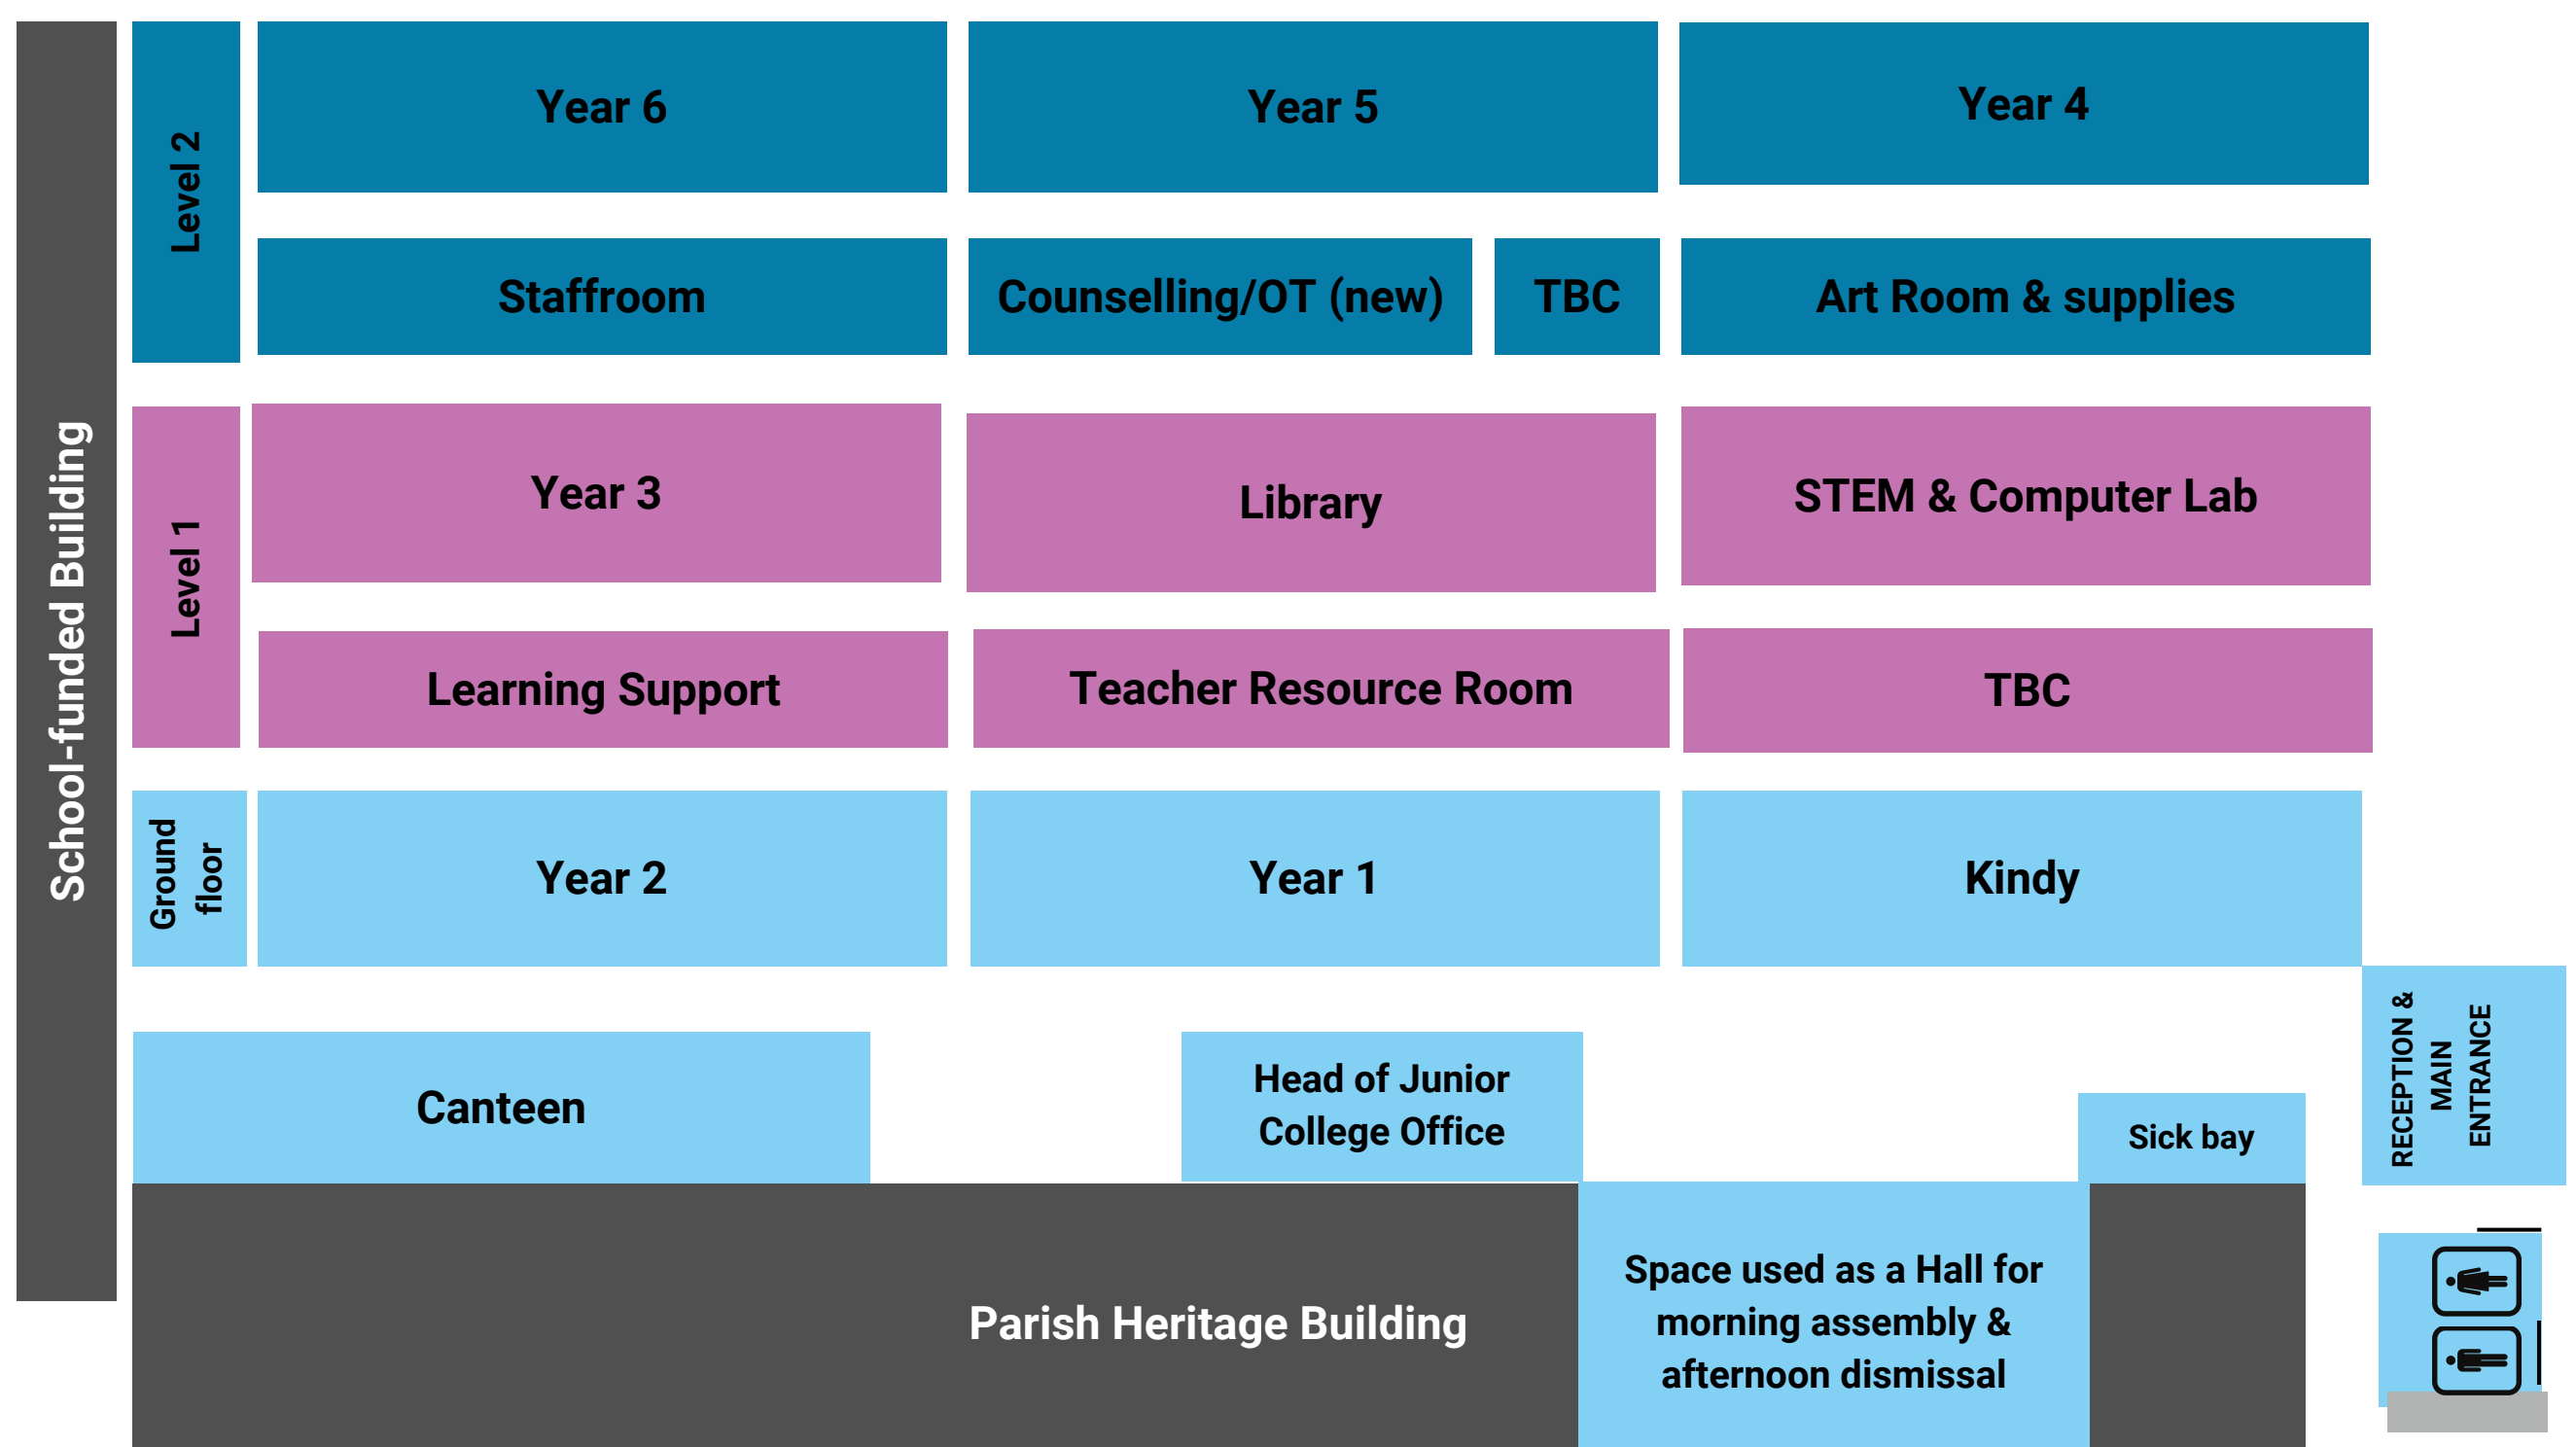 School-funded Building
Level 2
Year 6
Year 5
Year 4
Staffroom
Counselling/OT (new)
TBC
Art Room & supplies
Level 1
Year 3
Library
STEM & Computer Lab
Learning Support
Teacher Resource Room
TBC
Ground
floor
Year 2
Year 1
Kindy
RECEPTION &
MAIN
ENTRANCE
Canteen
Head of Junior
College Office
Sick bay
Parish Heritage Building
Space used as a Hall for
morning assembly &
afternoon dismissal